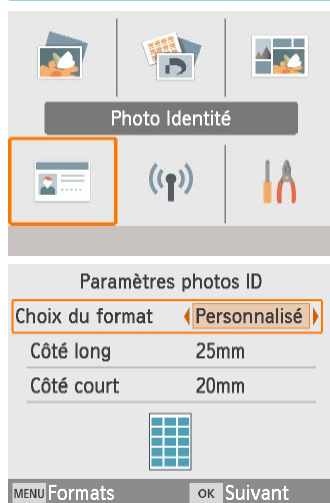 Photo Identité
Paramètres photos ID
Choix du format Personnalisé
Côté long 25mm
Côté court 20mm
MENU Formats OK Suivant